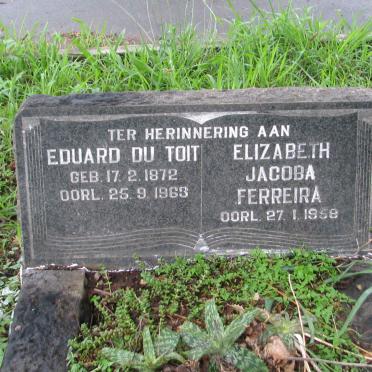 TER HERINNERING AAN
EDUARD DU TOIT
GEB. 17. 2. 1872
OORL. 25. 9. 1963
ELIZABETH
JACOBA
FERREIRA
OORL. 27. 1. 1958